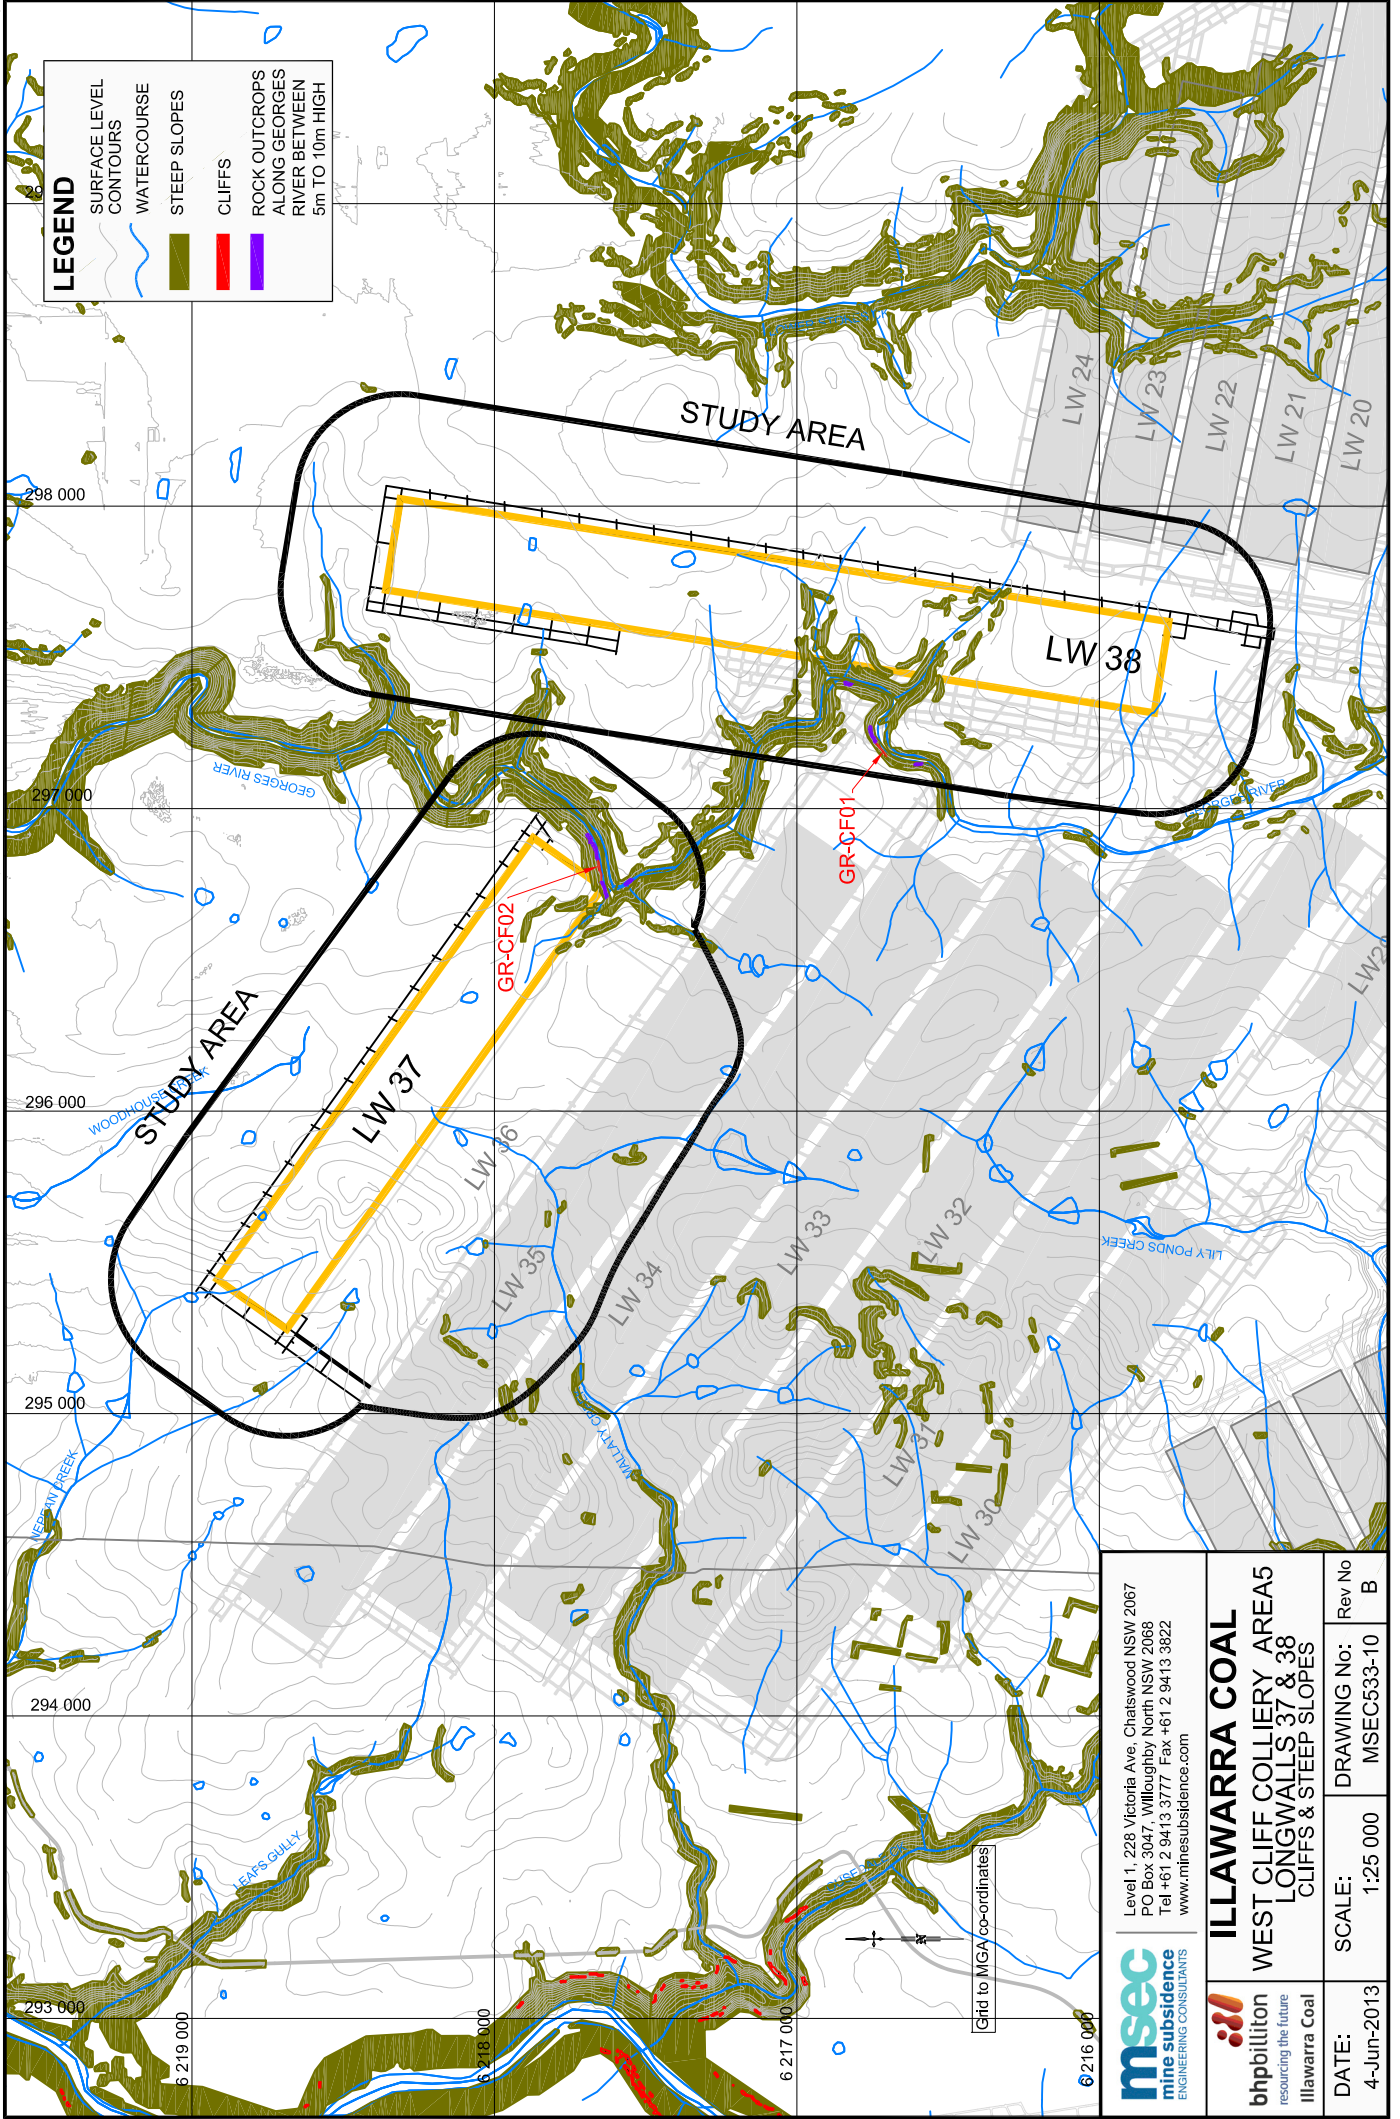 LEGEND
SURFACE LEVEL
CONTOURS
WATERCOURSE
STEEP SLOPES
CLIFFS
ROCK OUTCROPS
ALONG GEORGES
RIVER BETWEEN
5m TO 10m HIGH
298 000
297 000
296 000
295 000
294 000
293 000
6 219 000
6 218 000
6 217 000
6 216 000
STUDY AREA
STUDY AREA
LW 37
LW 38
LW 36
LW 35
LW 34
LW 33
LW 32
LW 31
LW 30
LW 24
LW 23
LW 22
LW 21
LW 20
GR-CF02
GR-CF01
GEORGES RIVER
GEORGES RIVER
WOODHOUSE CREEK
NEPEAN CREEK
LEAFS GULLY
MALLATY CREEK
LILY PONDS CREEK
N
Grid to MGA co-ordinates
msec
mine subsidence
ENGINEERING CONSULTANTS
Level 1, 228 Victoria Ave, Chatswood NSW 2067
PO Box 3047, Willoughby North NSW 2068
Tel +61 2 9413 3777 Fax +61 2 9413 3822
www.minesubsidence.com
bhpbilliton
resourcing the future
Illawarra Coal
ILLAWARRA COAL
WEST CLIFF COLLIERY AREA5
LONGWALLS 37 & 38
CLIFFS & STEEP SLOPES
DATE:
4-Jun-2013
SCALE:
1:25 000
DRAWING No:
MSEC533-10
Rev No
B